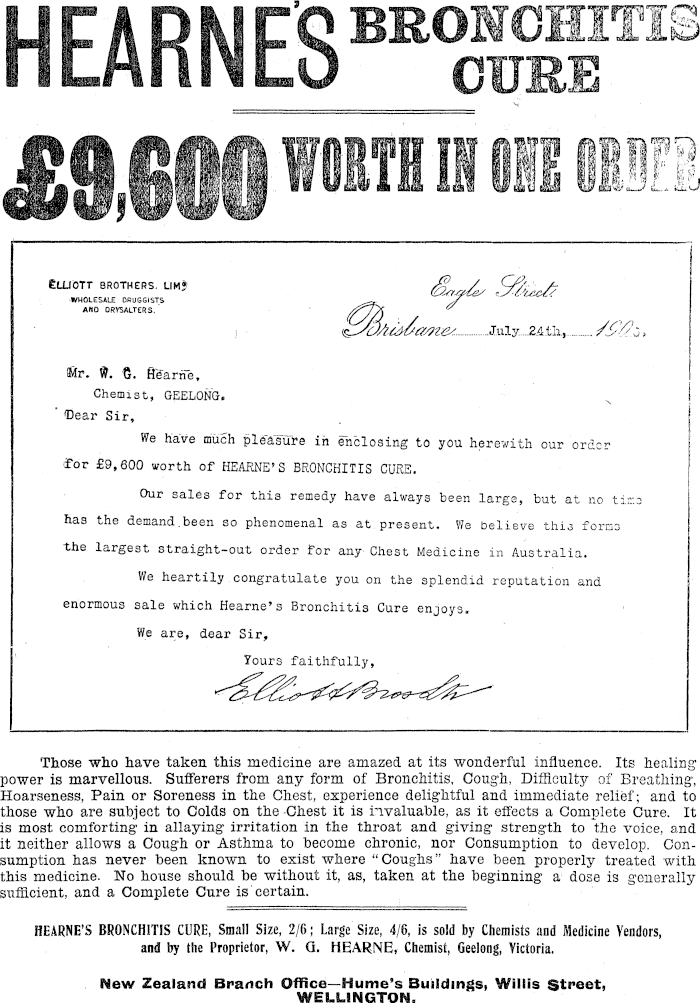 HEARNE'S BRONCHITIS
CURE
£9,600 WORTH IN ONE ORDER
ELLIOTT BROTHERS. LIMD
WHOLESALE DRUGGISTS
AND DRYSALTERS.
Eagle Street.
Brisbane July 24th,
Mr. W. G. Hearne,
Chemist, GEELONG.
Dear Sir,
We have much pleasure in enclosing to you herewith our order
for £9,600 worth of HEARNE'S BRONCHITIS CURE.
Our sales for this remedy have always been large, but at no time
has the demand been so phenomenal as at present. We believe this forms
the largest straight-out order for any Chest Medicine in Australia.
We heartily congratulate you on the splendid reputation and
enormous sale which Hearne's Bronchitis Cure enjoys.
We are, dear Sir,
Yours faithfully,
Elliott Bros Ltd
Those who have taken this medicine are amazed at its wonderful influence. Its healing
power is marvellous. Sufferers from any form of Bronchitis, Cough, Difficulty of Breathing,
Hoarseness, Pain or Soreness in the Chest, experience delightful and immediate relief; and to
those who are subject to Colds on the Chest it is invaluable, as it effects a Complete Cure. It
is most comforting in allaying irritation in the throat and giving strength to the voice, and
it neither allows a Cough or Asthma to become chronic, nor Consumption to develop. Con-
sumption has never been known to exist where "Coughs" have been properly treated with
this medicine. No house should be without it, as, taken at the beginning a dose is generally
sufficient, and a Complete Cure is certain.
HEARNE'S BRONCHITIS CURE, Small Size, 2/6; Large Size, 4/6, is sold by Chemists and Medicine Vendors,
and by the Proprietor, W. G. HEARNE, Chemist, Geelong, Victoria.
New Zealand Branch Office—Hume's Buildings, Willis Street,
WELLINGTON.